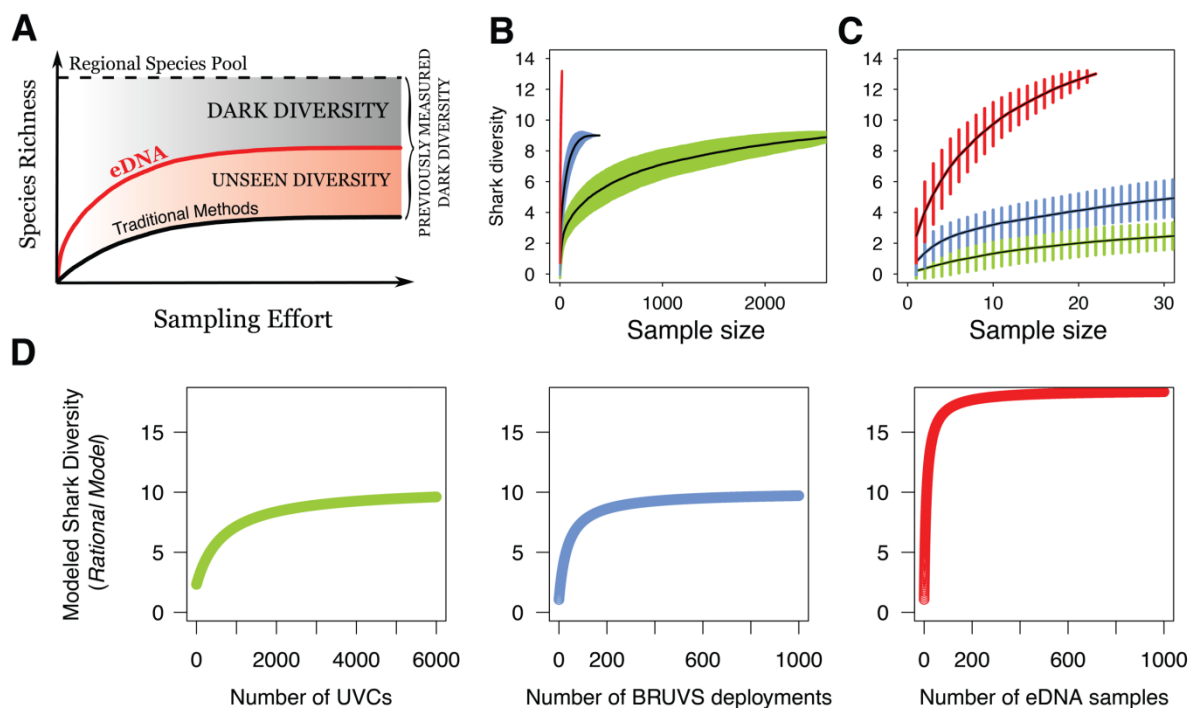 A
Species Richness
Regional Species Pool
DARK DIVERSITY
eDNA
UNSEEN DIVERSITY
Traditional Methods
PREVIOUSLY MEASURED
DARK DIVERSITY
Sampling Effort
B
Shark diversity
14
12
10
8
6
4
2
0
0 1000 2000
Sample size
C
14
12
10
8
6
4
2
0
0 10 20 30
Sample size
D
Modeled Shark Diversity
(Rational Model)
15
10
5
0
0 2000 4000 6000
Number of UVCs
15
10
5
0
0 200 600 1000
Number of BRUVS deployments
15
10
5
0
0 200 600 1000
Number of eDNA samples